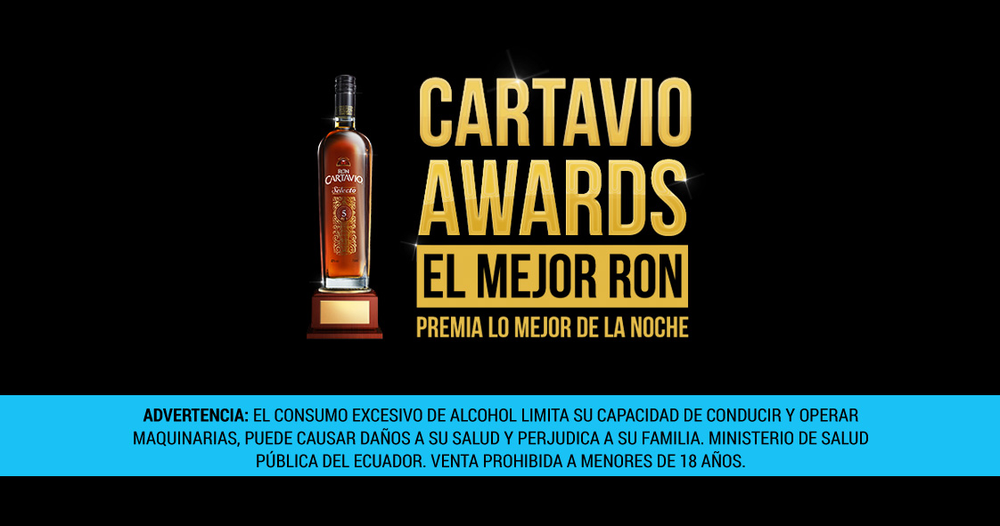 CARTAVIO
AWARDS
EL MEJOR RON
PREMIA LO MEJOR DE LA NOCHE
RON
CARTAVIO
Selecto
5
ADVERTENCIA: EL CONSUMO EXCESIVO DE ALCOHOL LIMITA SU CAPACIDAD DE CONDUCIR Y OPERAR
MAQUINARIAS, PUEDE CAUSAR DAÑOS A SU SALUD Y PERJUDICA A SU FAMILIA. MINISTERIO DE SALUD
PÚBLICA DEL ECUADOR. VENTA PROHIBIDA A MENORES DE 18 AÑOS.